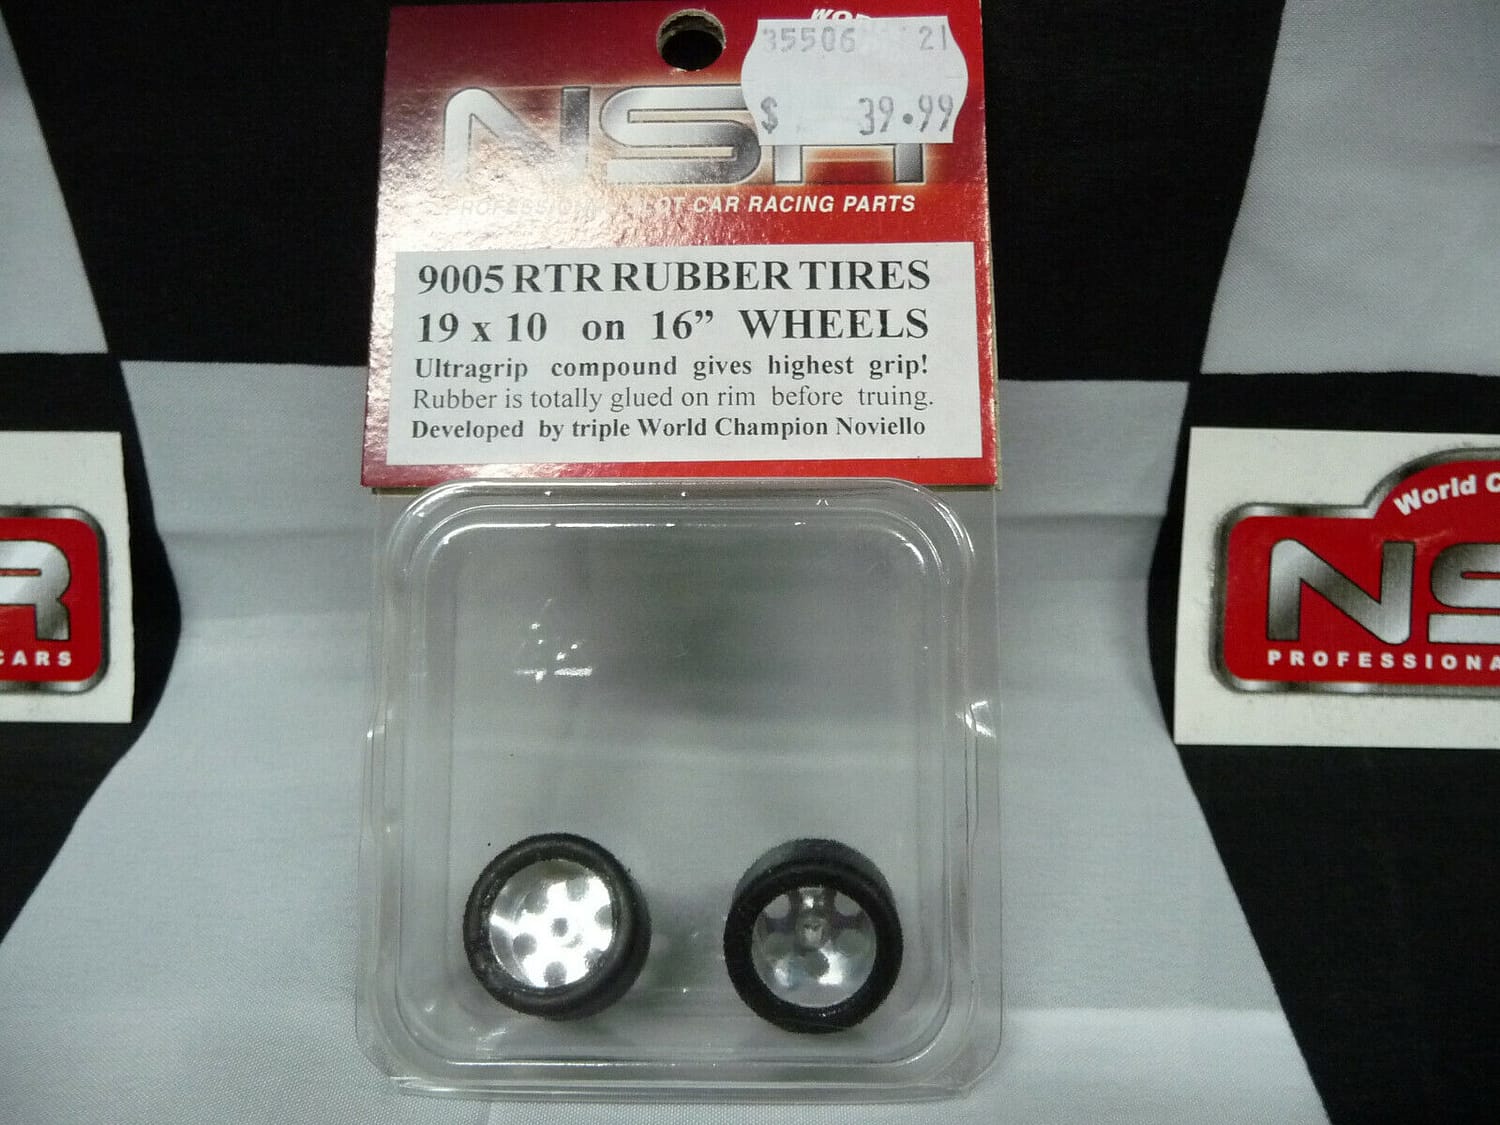 35506 21
$ 39.99
NSR
PROFESSIONAL SLOT CAR RACING PARTS
9005 RTR RUBBER TIRES
19 x 10 on 16” WHEELS
Ultragrip compound gives highest grip!
Rubber is totally glued on rim before truing.
Developed by triple World Champion Noviello
R
CARS
World C
NS
PROFESSIONA